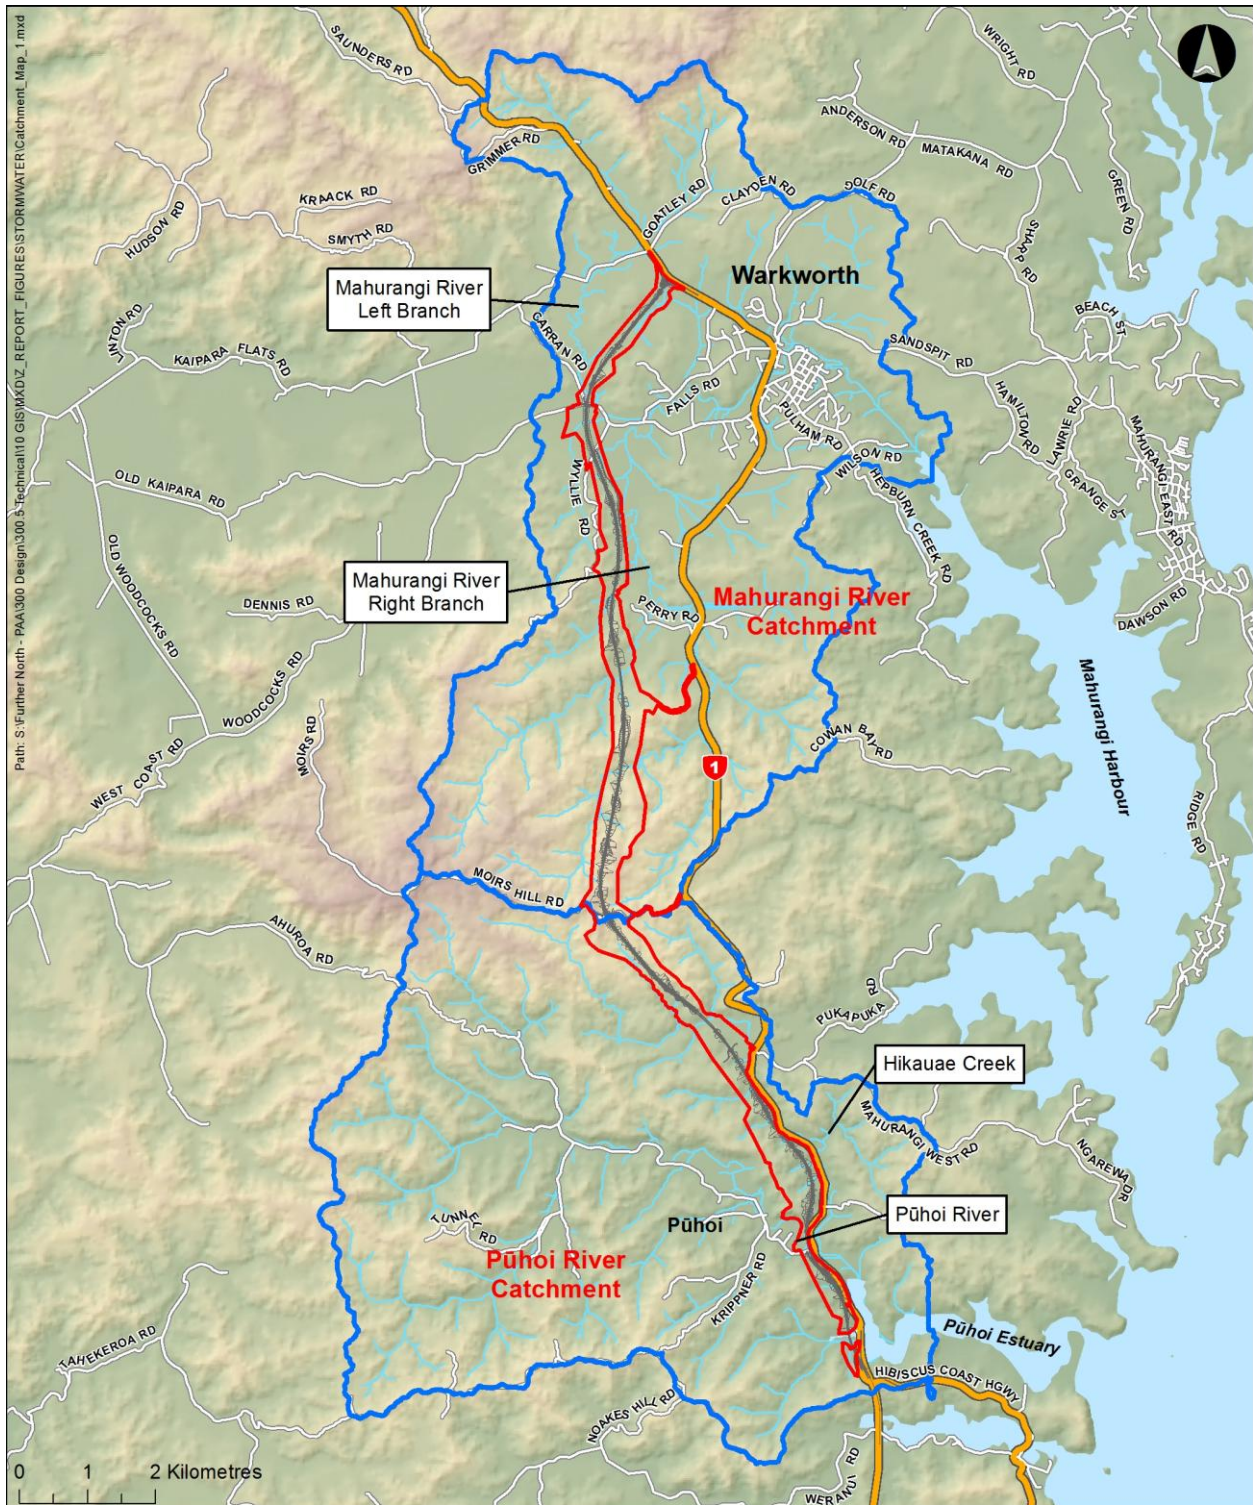 Path: S:\Further North - PAA\300 Design\300.5 Technical\10 GIS\MXD\Z_REPORT_FIGURES\STORMWATER\Catchment_Map_1.mxd
SAUNDERS RD
WRIGHT RD
ANDERSON RD
MATAKANA RD
GRIMMER RD
GOATLEY RD
CLAYDEN RD
GOLF RD
GREEN RD
KRAACK RD
HUDSON RD
SMYTH RD
SHARP RD
Warkworth
Mahurangi River
Left Branch
LINTON RD
KAIPARA FLATS RD
CARRAN RD
BEACH ST
SANDSPIT RD
FALLS RD
HAMILTON RD
LAWRIE RD
PULHAM RD
MAHURANGI EAST RD
WILSON RD
GRANGE ST
OLD KAIPARA RD
WYLLIE RD
HEPBURN CREEK RD
OLD WOODCOCKS RD
Mahurangi River
Right Branch
DENNIS RD
PERRY RD
Mahurangi River
Catchment
DAWSON RD
WOODCOCKS RD
MOIRS RD
Mahurangi Harbour
COWAN BAY RD
WEST COAST RD
1
RIDGE RD
MOIRS HILL RD
AHUROA RD
PUKAPUKA RD
Hikauae Creek
MAHURANGI WEST RD
NGAREWA DR
TUNNEL RD
Pūhoi
Pūhoi River
Pūhoi River
Catchment
KRIPPNER RD
Pūhoi Estuary
TAHEKEROA RD
HIBISCUS COAST HGWY
NOAKES HILL RD
WERANUI RD
0 1 2 Kilometres